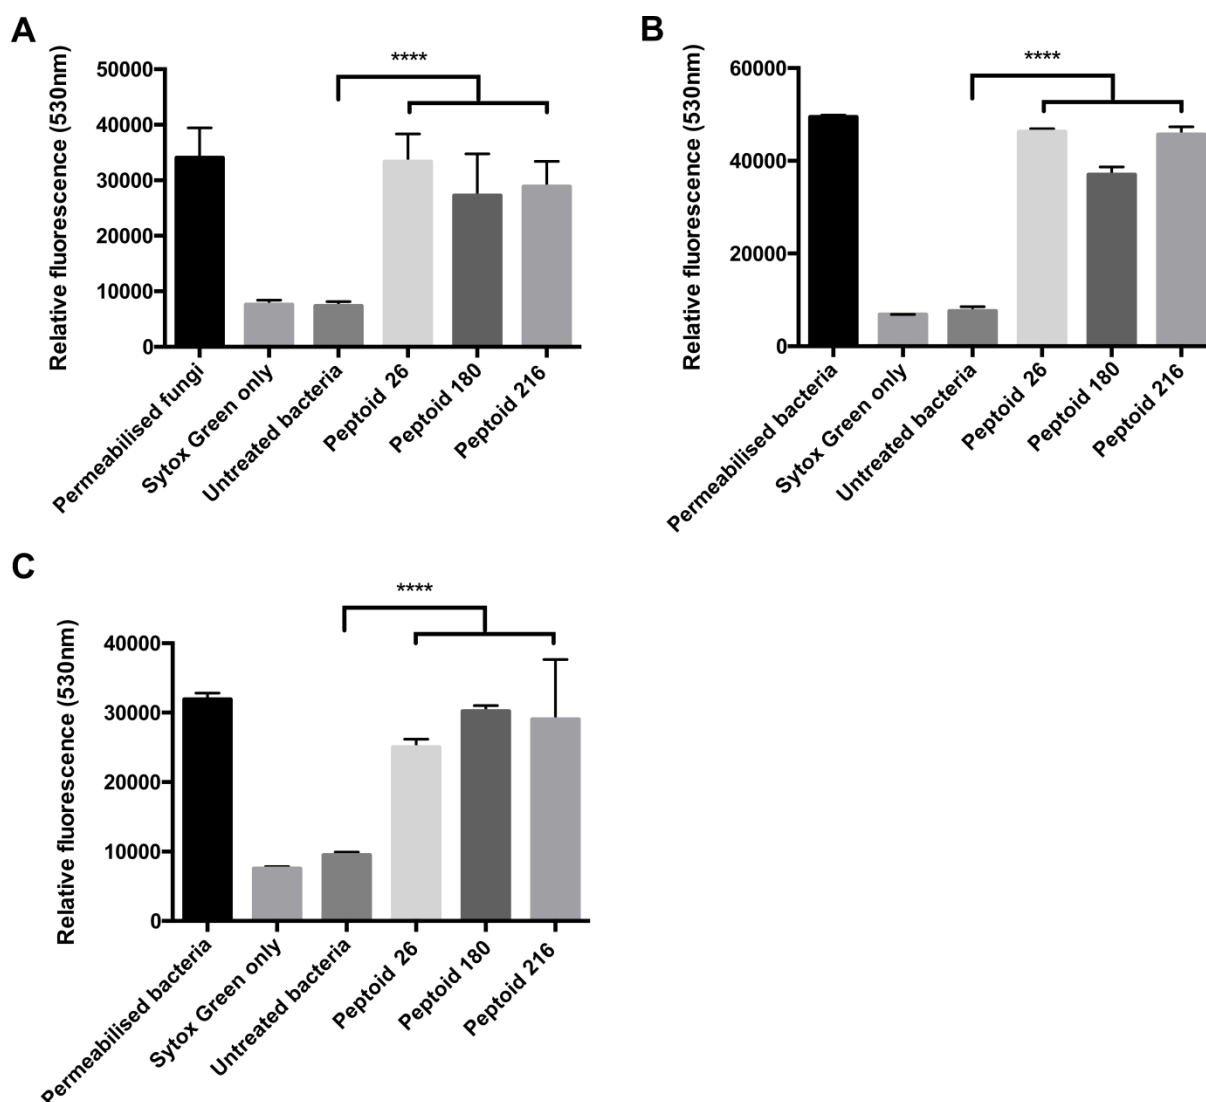 A
Relative fluorescence (530nm)
50000
40000
30000
20000
10000
0
****
Permeabilised fungi
Sytox Green only
Untreated bacteria
Peptoid 26
Peptoid 180
Peptoid 216
B
Relative fluorescence (530nm)
60000
40000
20000
0
****
Permeabilised bacteria
Sytox Green only
Untreated bacteria
Peptoid 26
Peptoid 180
Peptoid 216
C
Relative fluorescence (530nm)
40000
30000
20000
10000
0
****
Permeabilised bacteria
Sytox Green only
Untreated bacteria
Peptoid 26
Peptoid 180
Peptoid 216